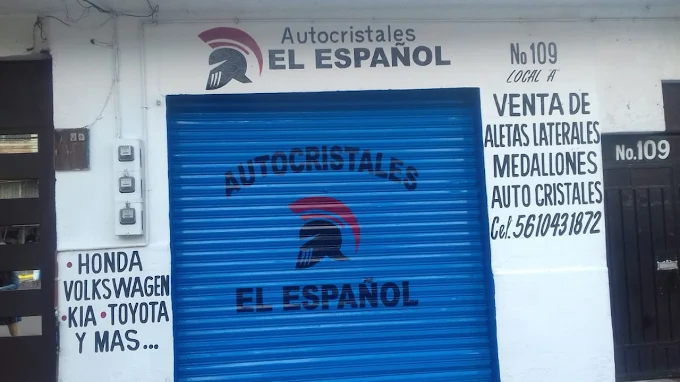 Autocristales
EL ESPAÑOL
No 109
LOCAL A"
VENTA DE
ALETAS LATERALES
MEDALLONES
AUTO CRISTALES
Cel. 5610431872
No. 109
AUTOCRISTALES
EL ESPAÑOL
• HONDA
VOLKSWAGEN
• KIA • TOYOTA
Y MAS...